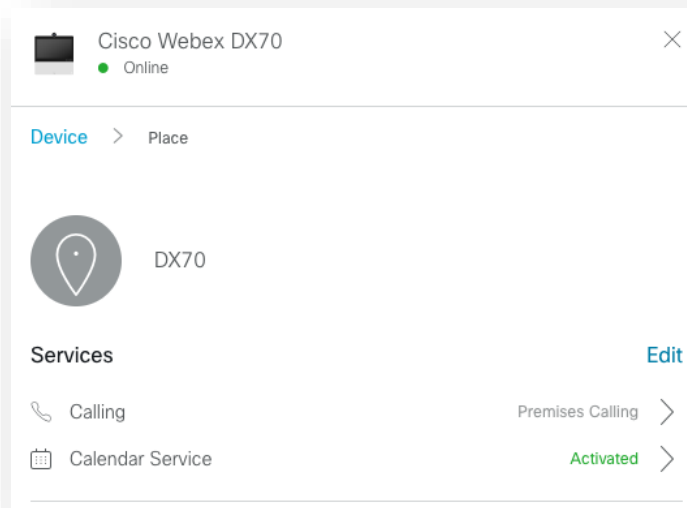 Cisco Webex DX70
Online
Device > Place
DX70
Services Edit
Calling Premises Calling
Calendar Service Activated